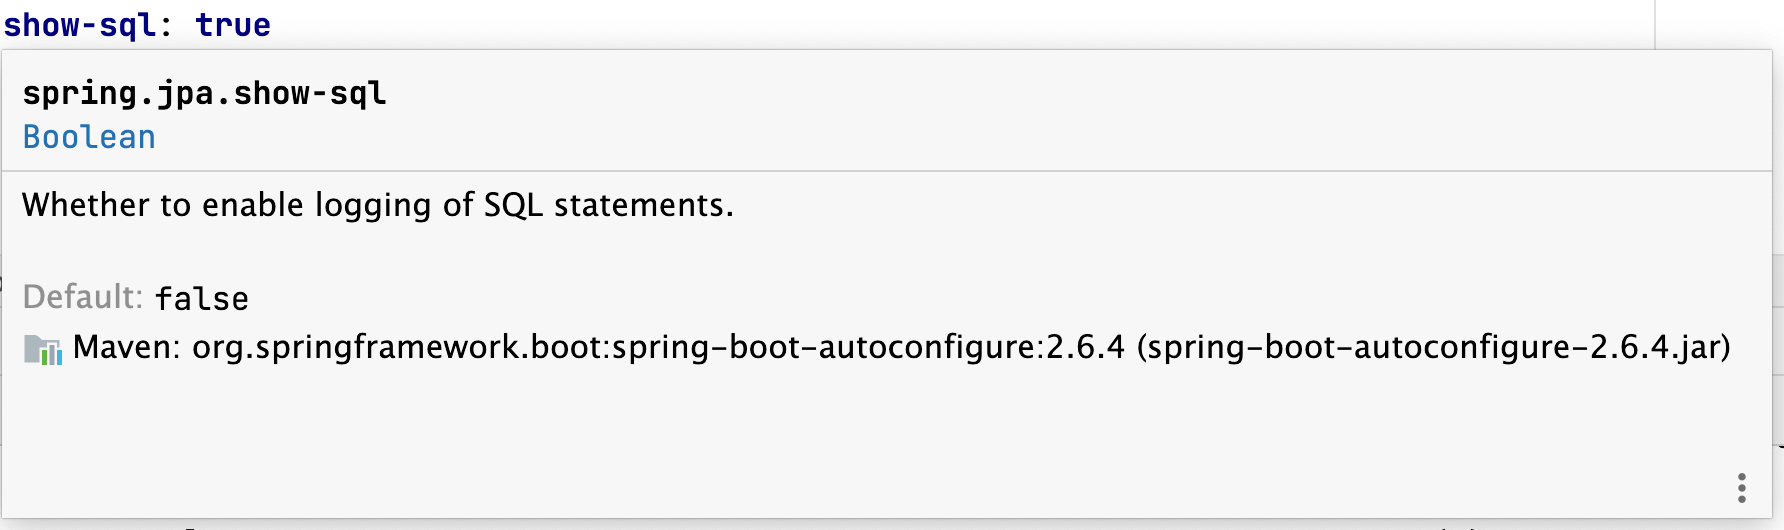 show-sql: true
spring.jpa.show-sql
Boolean
Whether to enable logging of SQL statements.
Default: false
Maven: org.springframework.boot:spring-boot-autoconfigure:2.6.4 (spring-boot-autoconfigure-2.6.4.jar)